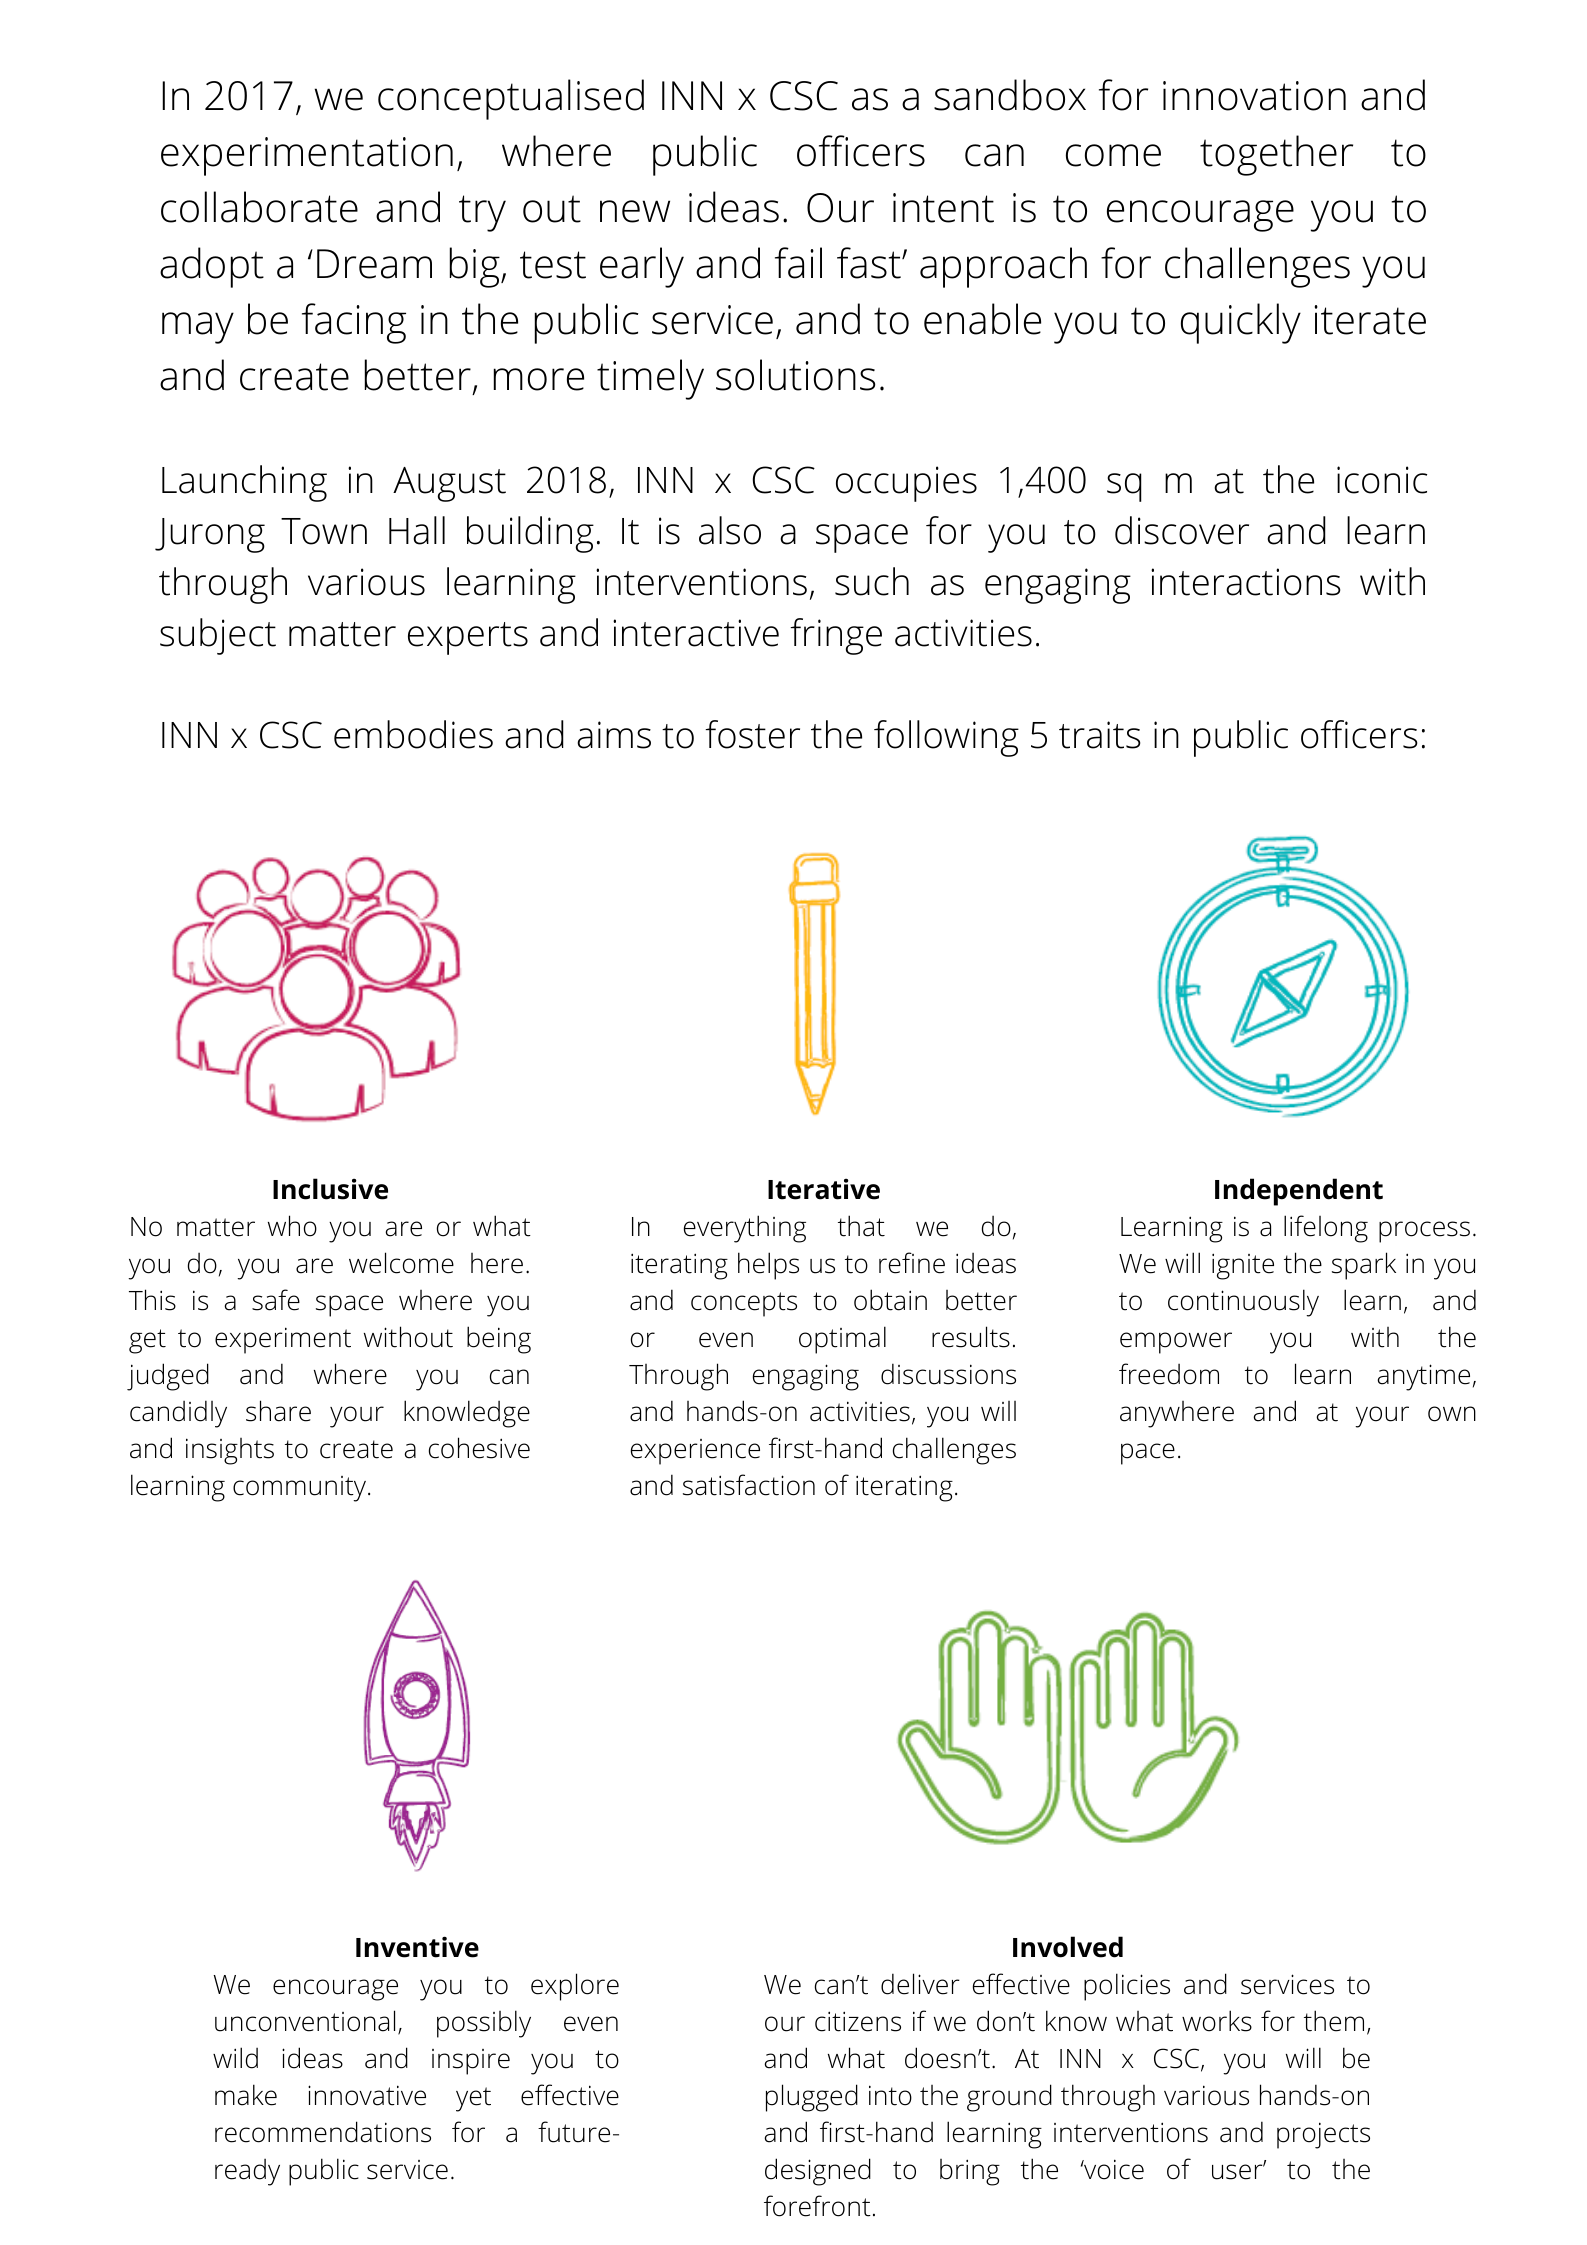 In 2017, we conceptualised INN x CSC as a sandbox for innovation and
experimentation, where public officers can come together to
collaborate and try out new ideas. Our intent is to encourage you to
adopt a ‘Dream big, test early and fail fast’ approach for challenges you
may be facing in the public service, and to enable you to quickly iterate
and create better, more timely solutions.
Launching in August 2018, INN x CSC occupies 1,400 sq m at the iconic
Jurong Town Hall building. It is also a space for you to discover and learn
through various learning interventions, such as engaging interactions with
subject matter experts and interactive fringe activities.
INN x CSC embodies and aims to foster the following 5 traits in public officers:
Inclusive
No matter who you are or what
you do, you are welcome here.
This is a safe space where you
get to experiment without being
judged and where you can
candidly share your knowledge
and insights to create a cohesive
learning community.
Iterative
In everything that we do,
iterating helps us to refine ideas
and concepts to obtain better
or even optimal results.
Through engaging discussions
and hands-on activities, you will
experience first-hand challenges
and satisfaction of iterating.
Independent
Learning is a lifelong process.
We will ignite the spark in you
to continuously learn, and
empower you with the
freedom to learn anytime,
anywhere and at your own
pace.
Inventive
We encourage you to explore
unconventional, possibly even
wild ideas and inspire you to
make innovative yet effective
recommendations for a future-
ready public service.
Involved
We can’t deliver effective policies and services to
our citizens if we don’t know what works for them,
and what doesn’t. At INN x CSC, you will be
plugged into the ground through various hands-on
and first-hand learning interventions and projects
designed to bring the ‘voice of user’ to the
forefront.